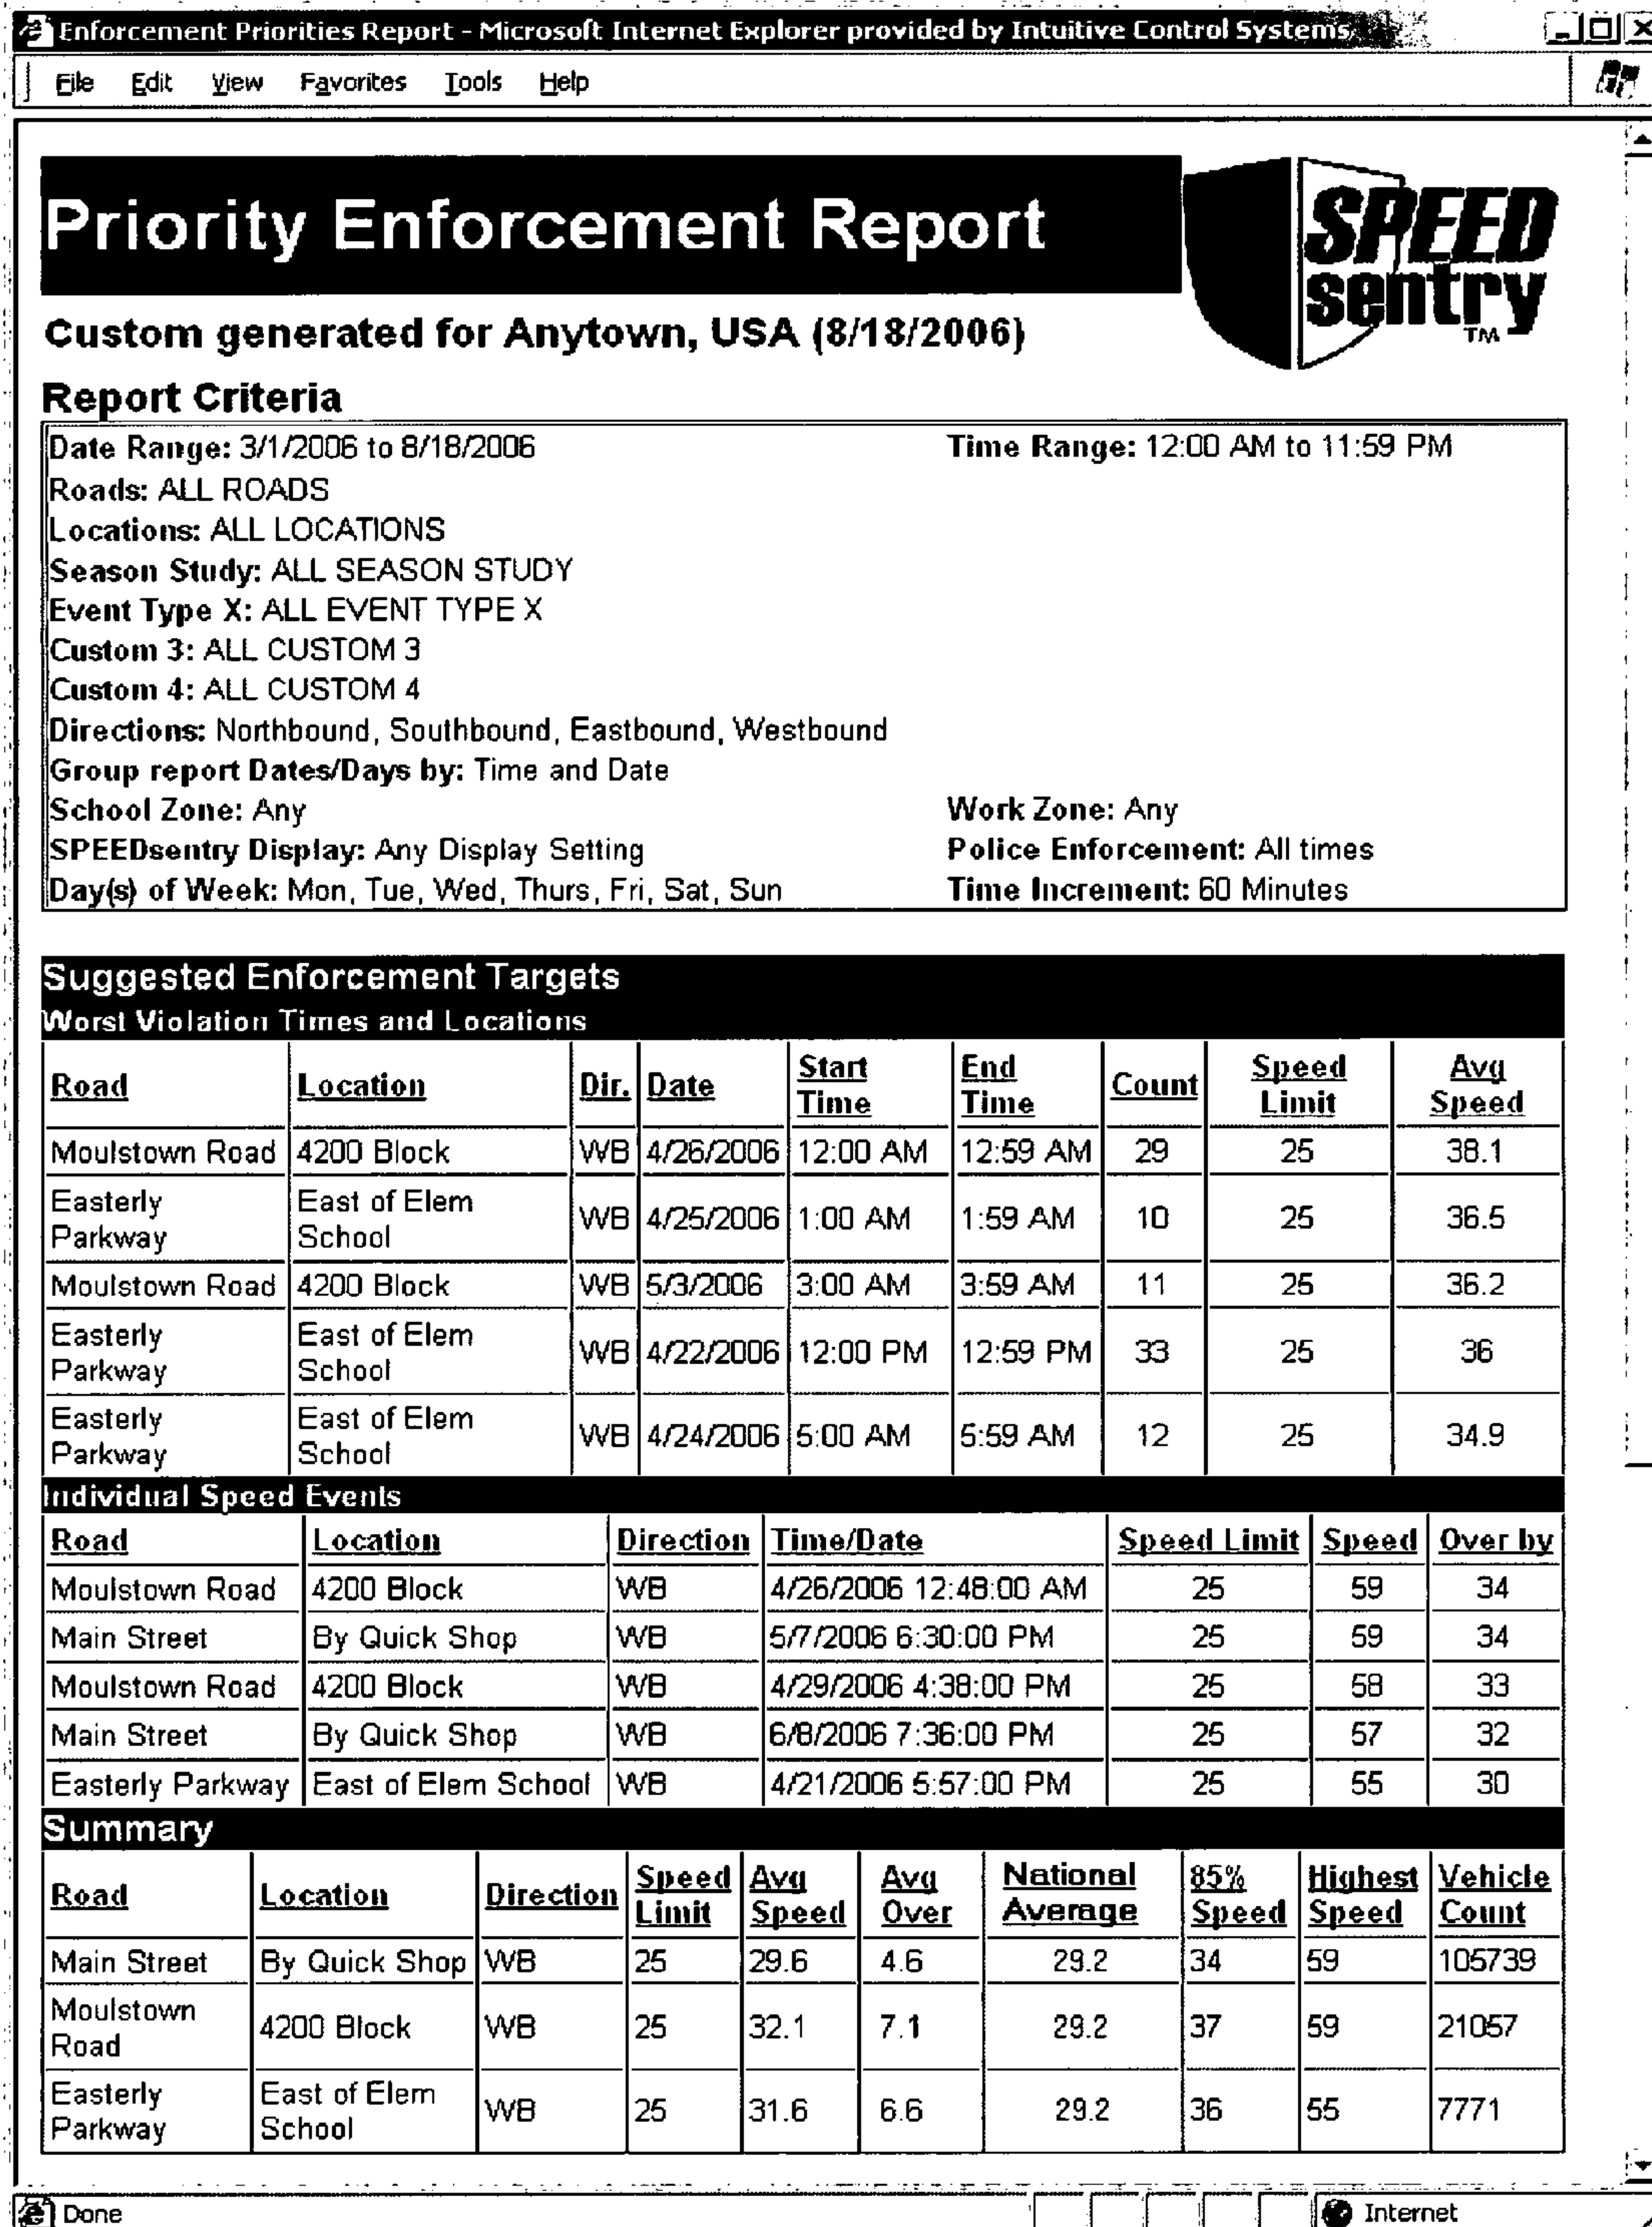 Enforcement Priorities Report - Microsoft Internet Explorer provided by Intuitive Control Systems
File Edit View Favorites Tools Help
Priority Enforcement Report
SPEED
sentry
TM
Custom generated for Anytown, USA (8/18/2006)
Report Criteria
Date Range: 3/1/2006 to 8/18/2006 Time Range: 12:00 AM to 11:59 PM
Roads: ALL ROADS
Locations: ALL LOCATIONS
Season Study: ALL SEASON STUDY
Event Type X: ALL EVENT TYPE X
Custom 3: ALL CUSTOM 3
Custom 4: ALL CUSTOM 4
Directions: Northbound, Southbound, Eastbound, Westbound
Group report Dates/Days by: Time and Date
School Zone: Any Work Zone: Any
SPEEDsentry Display: Any Display Setting Police Enforcement: All times
Day(s) of Week: Mon, Tue, Wed, Thurs, Fri, Sat, Sun Time Increment: 60 Minutes
Suggested Enforcement Targets
Worst Violation Times and Locations
Road Location Dir. Date Start Time End Time Count Speed Limit Avg Speed
Moulstown Road 4200 Block WB 4/26/2006 12:00 AM 12:59 AM 29 25 38.1
Easterly Parkway East of Elem School WB 4/25/2006 1:00 AM 1:59 AM 10 25 36.5
Moulstown Road 4200 Block WB 5/3/2006 3:00 AM 3:59 AM 11 25 36.2
Easterly Parkway East of Elem School WB 4/22/2006 12:00 PM 12:59 PM 33 25 36
Easterly Parkway East of Elem School WB 4/24/2006 5:00 AM 5:59 AM 12 25 34.9
Individual Speed Events
Road Location Direction Time/Date Speed Limit Speed Over by
Moulstown Road 4200 Block WB 4/26/2006 12:48:00 AM 25 59 34
Main Street By Quick Shop WB 5/7/2006 6:30:00 PM 25 59 34
Moulstown Road 4200 Block WB 4/29/2006 4:38:00 PM 25 58 33
Main Street By Quick Shop WB 6/8/2006 7:36:00 PM 25 57 32
Easterly Parkway East of Elem School WB 4/21/2006 5:57:00 PM 25 55 30
Summary
Road Location Direction Speed Limit Avg Speed Avg Over National Average 85% Speed Highest Speed Vehicle Count
Main Street By Quick Shop WB 25 29.6 4.6 29.2 34 59 105739
Moulstown Road 4200 Block WB 25 32.1 7.1 29.2 37 59 21057
Easterly Parkway East of Elem School WB 25 31.6 6.6 29.2 36 55 7771
Done Internet